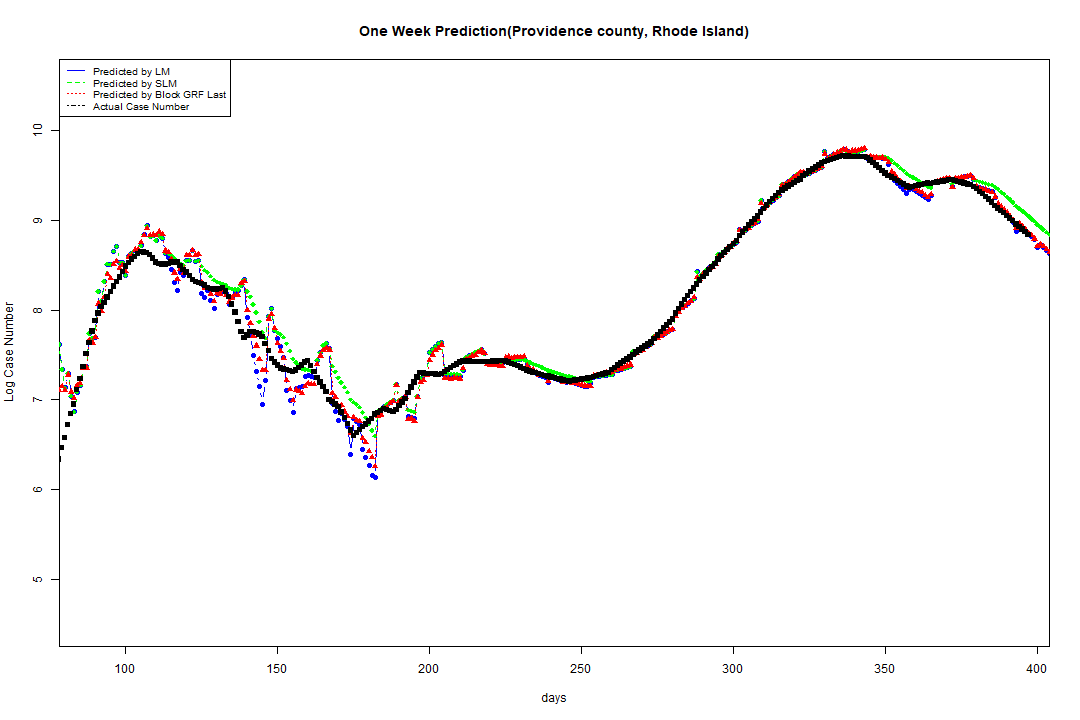 One Week Prediction(Providence county, Rhode Island)
Predicted by LM
Predicted by SLM
Predicted by Block GRF Last
Actual Case Number
Log Case Number
10
9
8
7
6
5
100 150 200 250 300 350 400
days